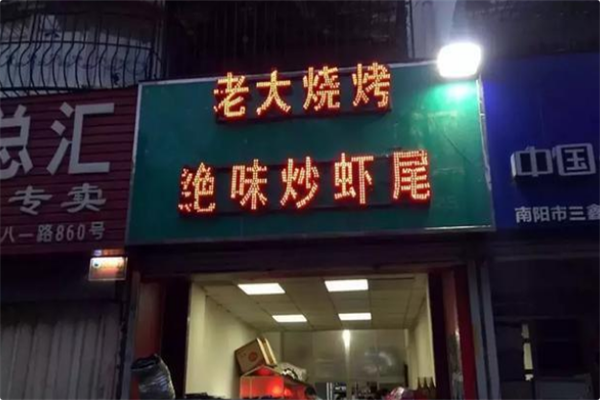 老大烧烤
绝味炒虾尾
总汇
专卖
八一路860号
中国
南阳市三鑫